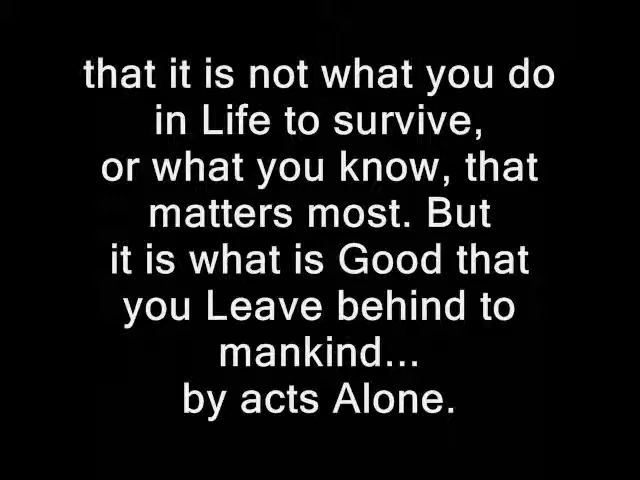 that it is not what you do
in Life to survive,
or what you know, that
matters most. But
it is what is Good that
you Leave behind to
mankind...
by acts Alone.